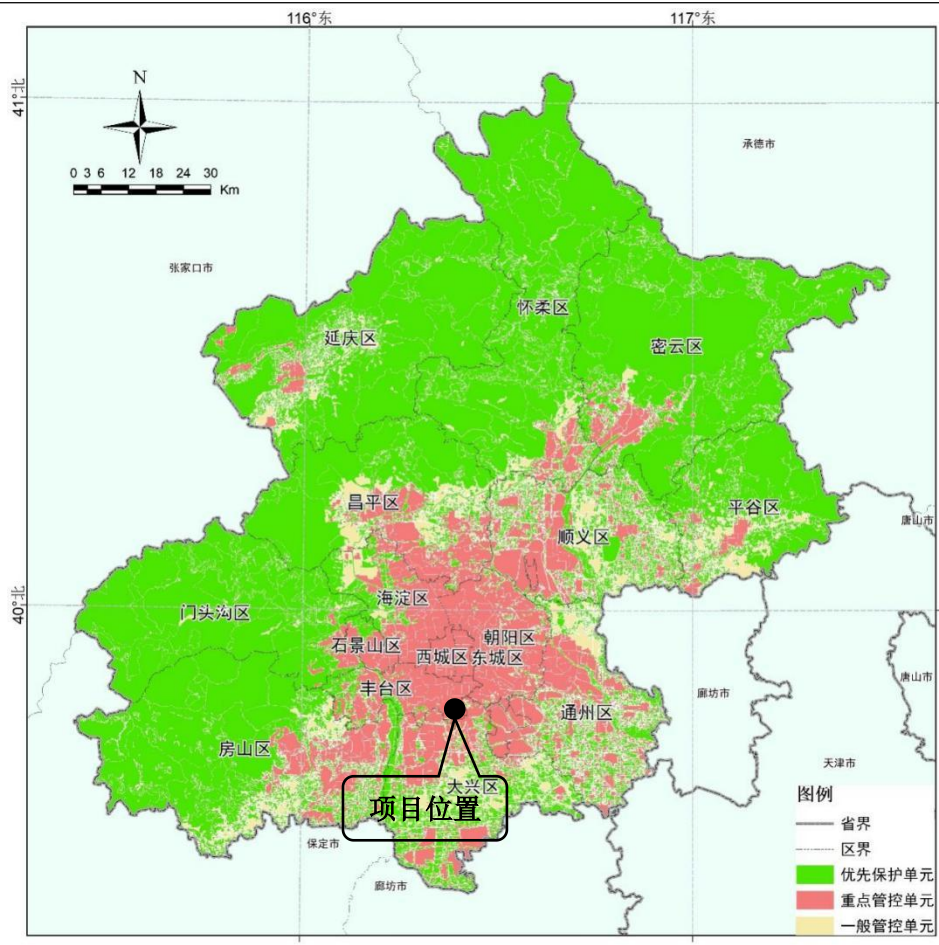 116°东 117°东
41°北
N
0 3 6 12 18 24 30
Km
承德市
张家口市
怀柔区
延庆区
密云区
昌平区
平谷区
唐山市
顺义区
40°北
海淀区
门头沟区
朝阳区
石景山区
西城区 东城区
唐山市
丰台区
廊坊市
通州区
房山区
天津市
大兴区
项目位置
保定市
廊坊市
图例
省界
区界
优先保护单元
重点管控单元
一般管控单元